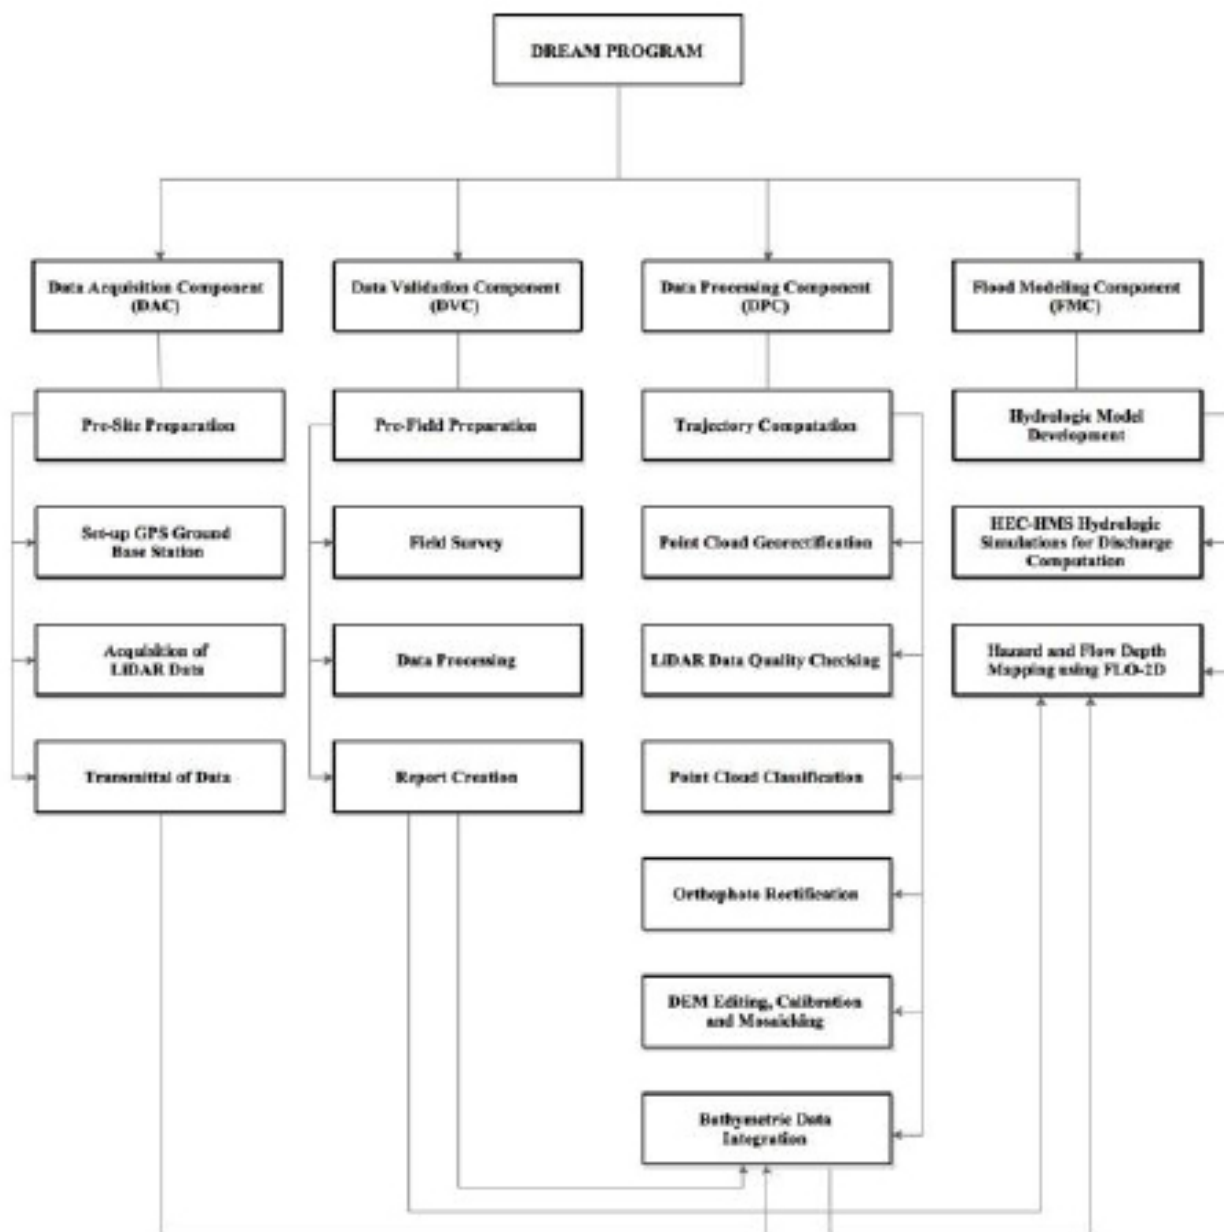 DREAM PROGRAM
Data Acquisition Component
(DAC)
Pre-Site Preparation
Set-up GPS Ground
Base Station
Acquisition of
LiDAR Data
Transmittal of Data
Data Validation Component
(DVC)
Pre-Field Preparation
Field Survey
Data Processing
Report Creation
Data Processing Component
(DPC)
Trajectory Computation
Point Cloud Georectification
LiDAR Data Quality Checking
Point Cloud Classification
Orthophoto Rectification
DEM Editing, Calibration
and Mosaicking
Bathymetric Data
Integration
Flood Modeling Component
(FMC)
Hydrologic Model
Development
HEC-HMS Hydrologic
Simulations for Discharge
Computation
Hazard and Flow Depth
Mapping using FLO-2D